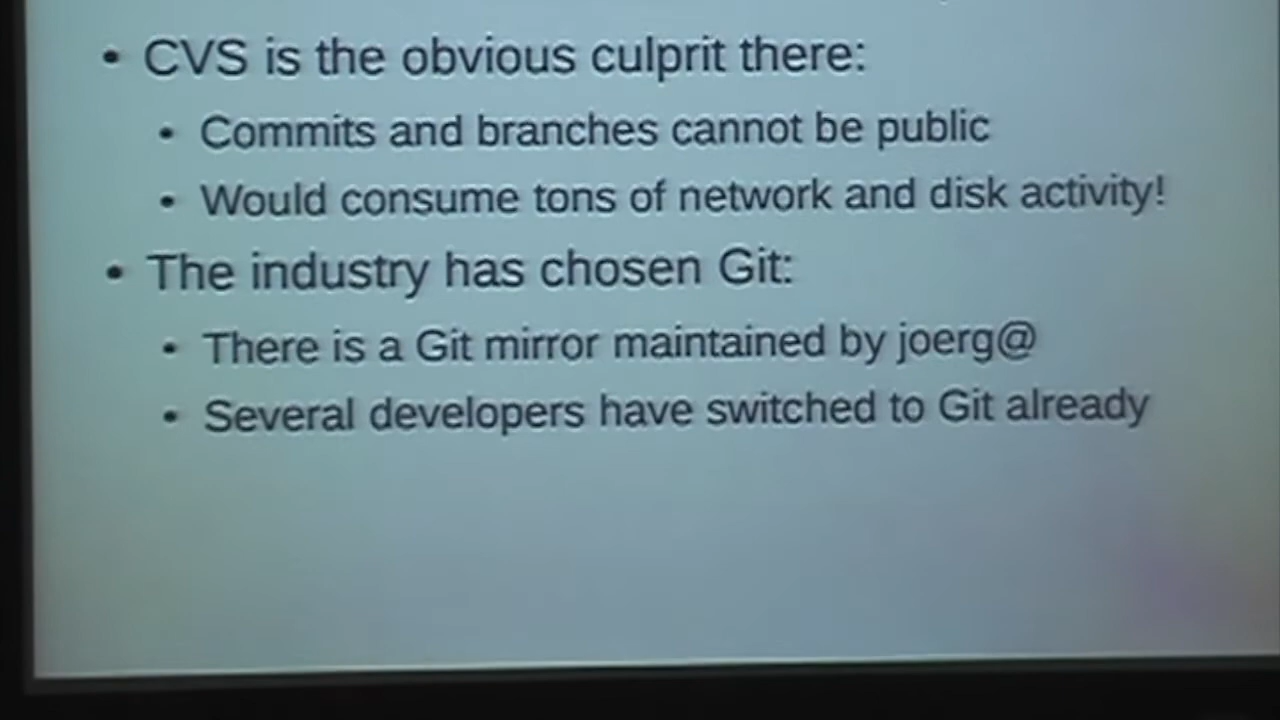 • CVS is the obvious culprit there:
• Commits and branches cannot be public
• Would consume tons of network and disk activity!
• The industry has chosen Git:
• There is a Git mirror maintained by joerg@
• Several developers have switched to Git already